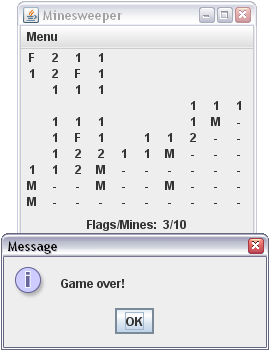 Minesweeper
Menu
F 2 1 1
1 2 F 1
1 1 1
1 1 1
1 1 1 1 M -
1 F 1 1 1 2 - -
1 2 2 1 1 M - -
1 1 2 M - - - - -
M - - M - - M - - -
M - - - - - - - -
Flags/Mines: 3/10
Message
Game over!
OK